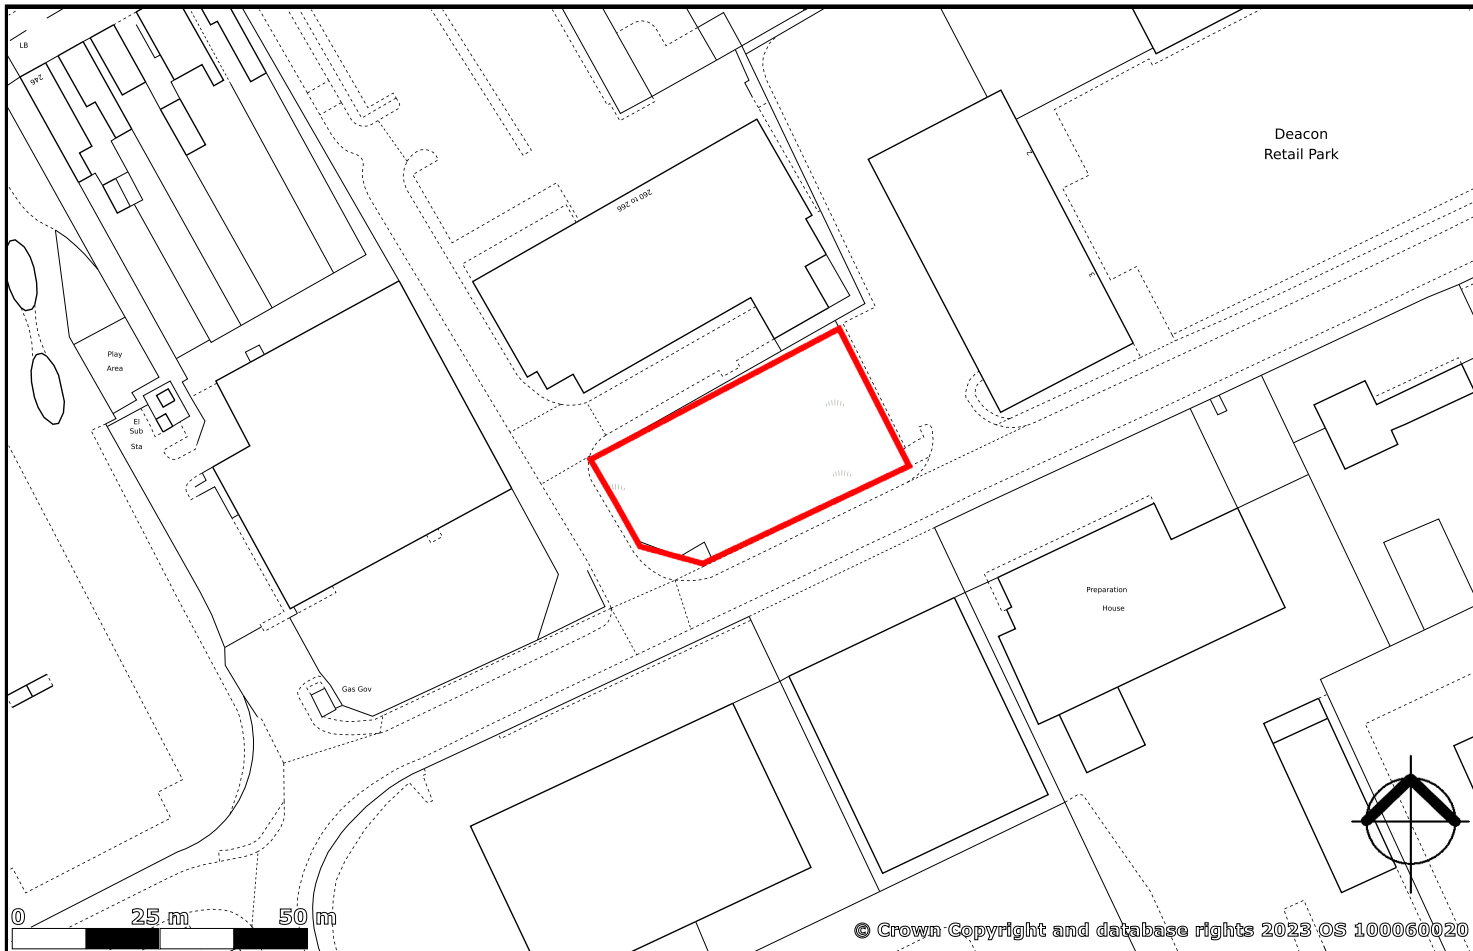 LB
246
Deacon
Retail Park
260 to 266
Play
Area
El
Sub
Sta
Preparation
House
Gas Gov
0 25 m 50 m
© Crown Copyright and database rights 2023 OS 100060020